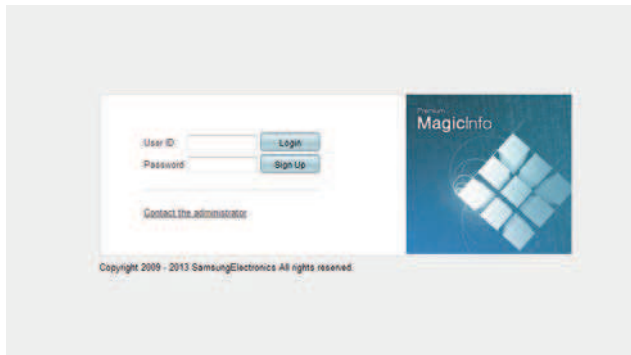 Premium
MagicInfo
User ID
Login
Password
Sign Up
Contact the administrator
Copyright 2009 - 2013 SamsungElectronics All rights reserved.